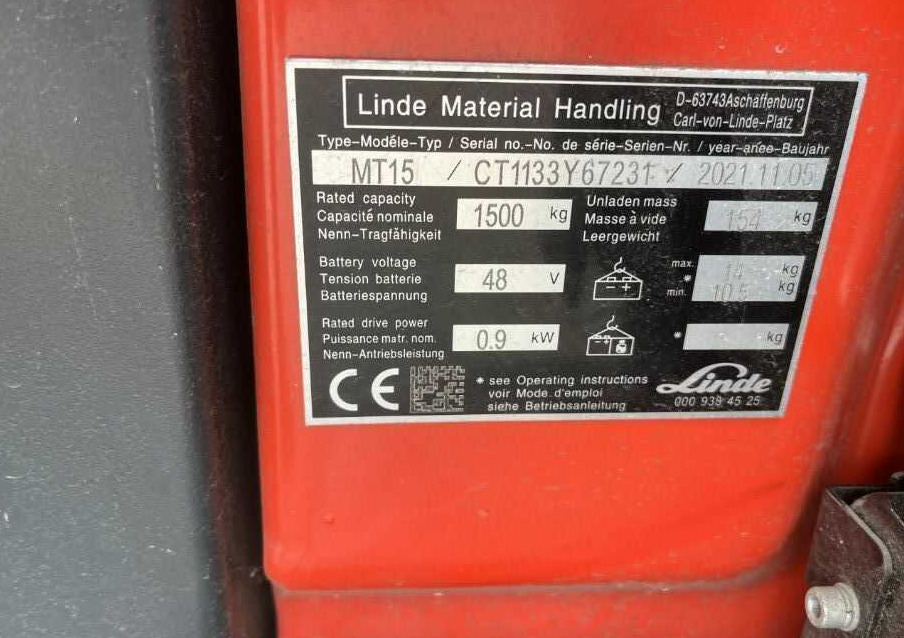 Linde Material Handling
D-63743Aschaffenburg
Carl-von-Linde-Platz
Type-Modéle-Typ / Serial no.-No. de série-Serien-Nr. / year-anee-Baujahr
MT15 / CT1133Y67231 / 2021.11.05
Rated capacity
Capacité nominale
Nenn-Tragfähigkeit
1500 kg
Unladen mass
Masse à vide
Leergewicht
154 kg
Battery voltage
Tension batterie
Batteriespannung
48 V
max. 14 kg
*
min. 10.5 kg
Rated drive power
Puissance matr. nom.
Nenn-Antriebsleistung
0.9 kW
* kg
CE
* see Operating instructions
voir Mode d'emploi
siehe Betriebsanleitung
Linde
000 938 45 25